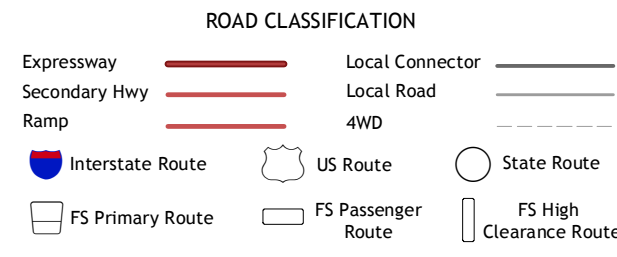 ROAD CLASSIFICATION
Expressway
Local Connector
Secondary Hwy
Local Road
Ramp
4WD
Interstate Route
US Route
State Route
FS Primary Route
FS Passenger
Route
FS High
Clearance Route